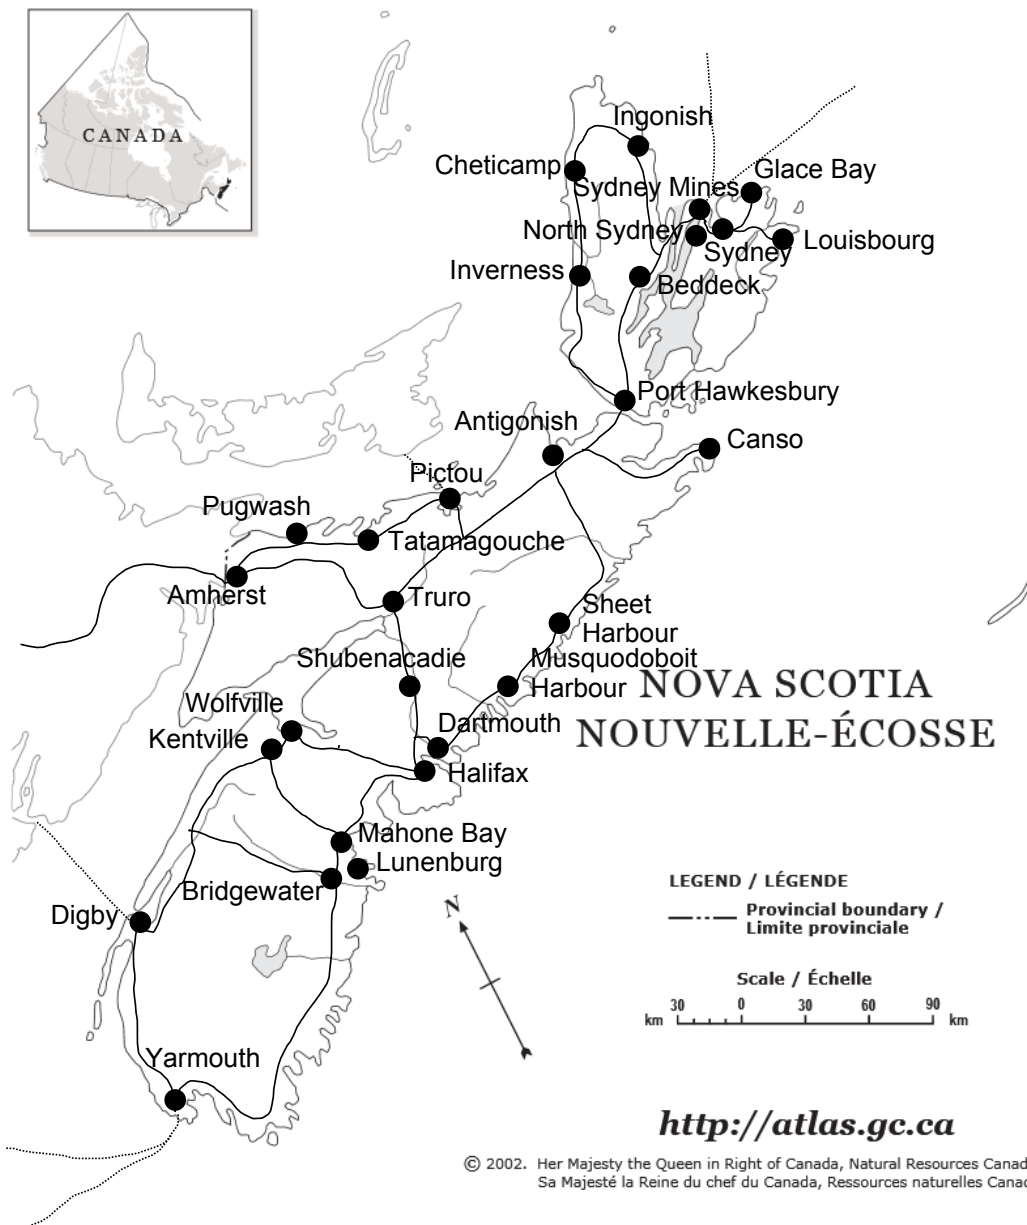 CANADA
Ingonish
Cheticamp
Glace Bay
Sydney Mines
North Sydney
Sydney
Louisbourg
Inverness
Beddeck
Port Hawkesbury
Antigonish
Canso
Pictou
Pugwash
Tatamagouche
Amherst
Truro
Sheet
Harbour
Shubenacadie
Musquodoboit
Harbour
NOVA SCOTIA
NOUVELLE-ÉCOSSE
Wolfville
Kentville
Dartmouth
Halifax
Mahone Bay
Lunenburg
Bridgewater
Digby
Yarmouth
N
LEGEND / LÉGENDE
Provincial boundary /
Limite provinciale
Scale / Échelle
km 30 0 30 60 90 km
http://atlas.gc.ca
© 2002. Her Majesty the Queen in Right of Canada, Natural Resources Canad
Sa Majesté la Reine du chef du Canada, Ressources naturelles Canad